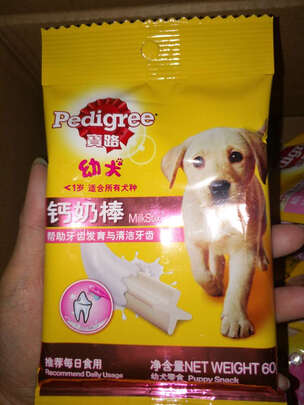 Pedigree
寶路
幼犬
<1岁 适合所有犬种
钙奶棒 MilkSti
帮助牙齿发育与清洁牙齿
推荐每日食用
Recommend Daily Usage
净含量NET WEIGHT 60
幼犬零食 Puppy Snack